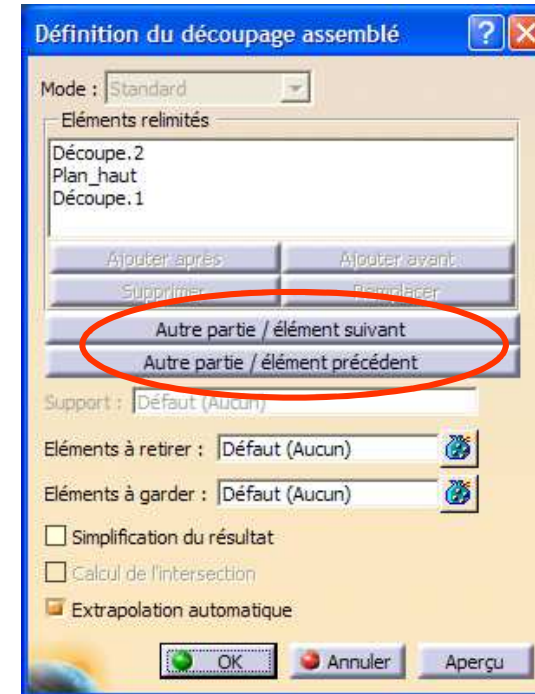 Définition du découpage assemblé
Mode : Standard
Eléments relimités
Découpe.2
Plan_haut
Découpe.1
Ajouter après Ajouter avant
Supprimer Remplacer
Autre partie / élément suivant
Autre partie / élément précédent
Support : Défaut (Aucun)
Eléments à retirer : Défaut (Aucun)
Eléments à garder : Défaut (Aucun)
Simplification du résultat
Calcul de l'intersection
Extrapolation automatique
OK Annuler Aperçu